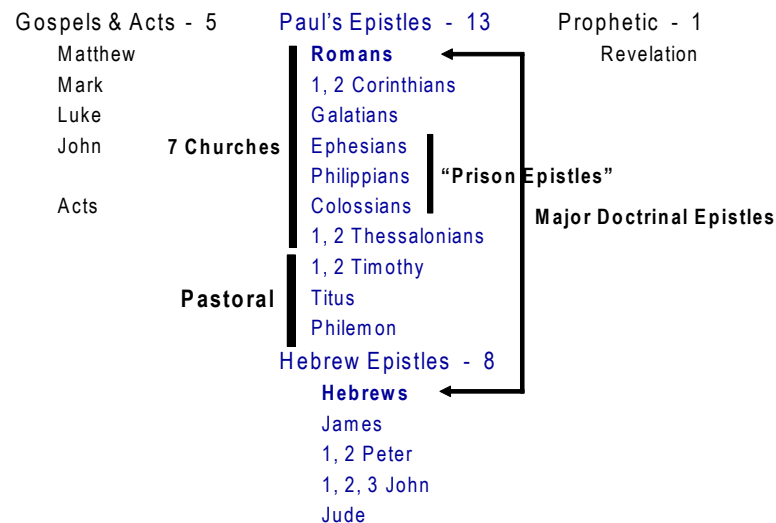 Gospels & Acts - 5
Matthew
Mark
Luke
John
Acts
Paul's Epistles - 13
7 Churches
Romans
1, 2 Corinthians
Galatians
Ephesians
Philippians
Colossians
1, 2 Thessalonians
"Prison Epistles"
Pastoral
1, 2 Timothy
Titus
Philemon
Hebrew Epistles - 8
Hebrews
James
1, 2 Peter
1, 2, 3 John
Jude
Major Doctrinal Epistles
Prophetic - 1
Revelation